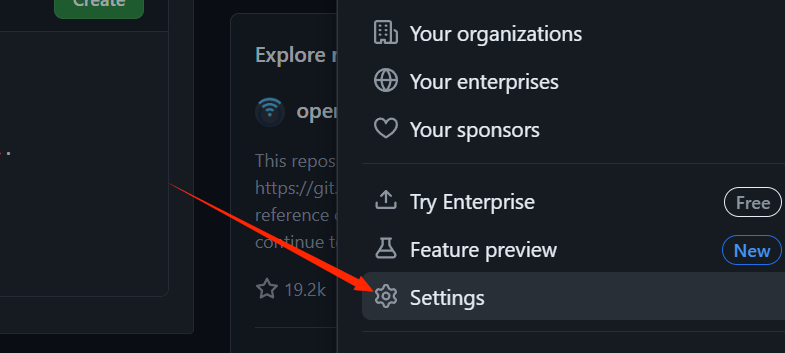 Create
.
Explore r
oper
This repos
https://git.
reference
continue to
19.2k
Your organizations
Your enterprises
Your sponsors
Try Enterprise
Free
Feature preview
New
Settings